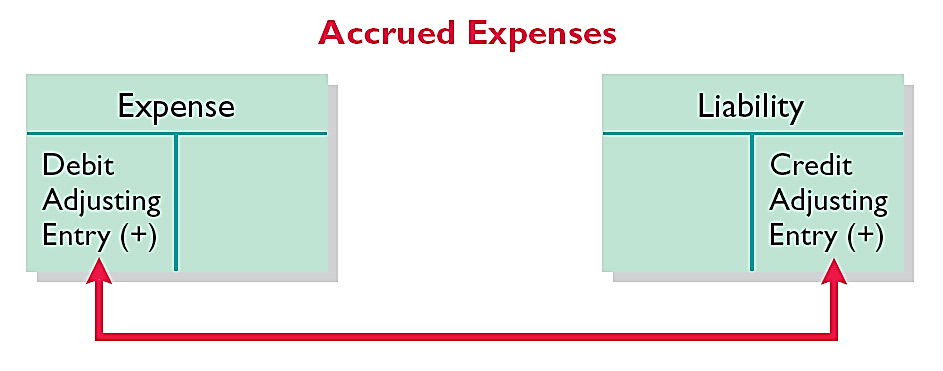 Accrued Expenses
Expense
Debit
Adjusting
Entry (+)
Liability
Credit
Adjusting
Entry (+)